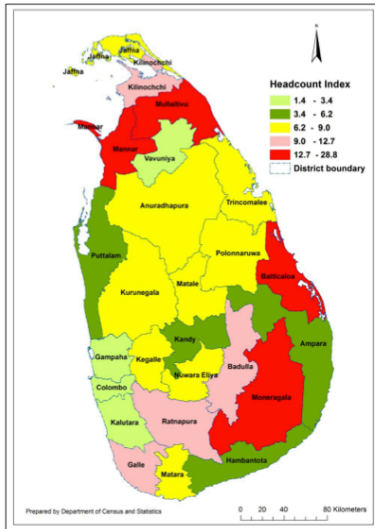 Jaffna
Jaffna
Kilinochchi
Jaffna
Kilinochchi
Mullaitivu
Mannar
Mannar
Vavuniya
Headcount Index
1.4 - 3.4
3.4 - 6.2
6.2 - 9.0
9.0 - 12.7
12.7 - 28.8
District boundary
Anuradhapura
Trincomalee
Puttalam
Polonnaruwa
Batticaloa
Kurunegala
Matale
Kandy
Ampara
Gampaha
Kegalle
Nuwara Eliya
Badulla
Colombo
Moneragala
Kalutara
Ratnapura
Galle
Hambantota
Matara
Prepared by Department of Census and Statistics
0 20 40 80 Kilometers